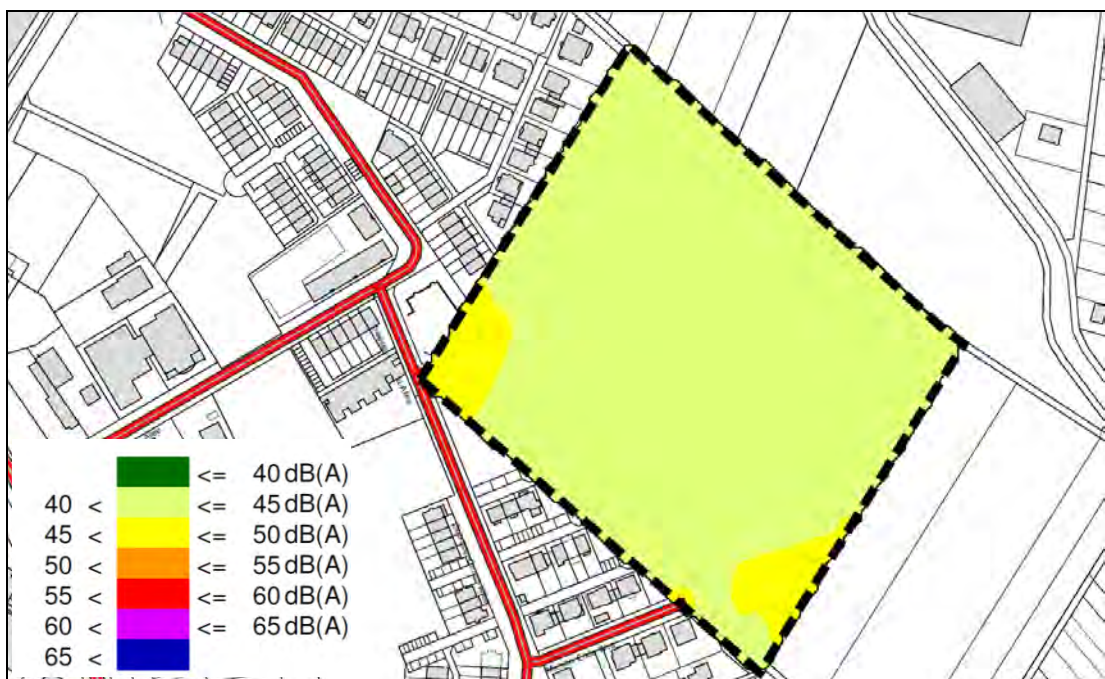 <= 40 dB(A)
40 < <= 45 dB(A)
45 < <= 50 dB(A)
50 < <= 55 dB(A)
55 < <= 60 dB(A)
60 < <= 65 dB(A)
65 <